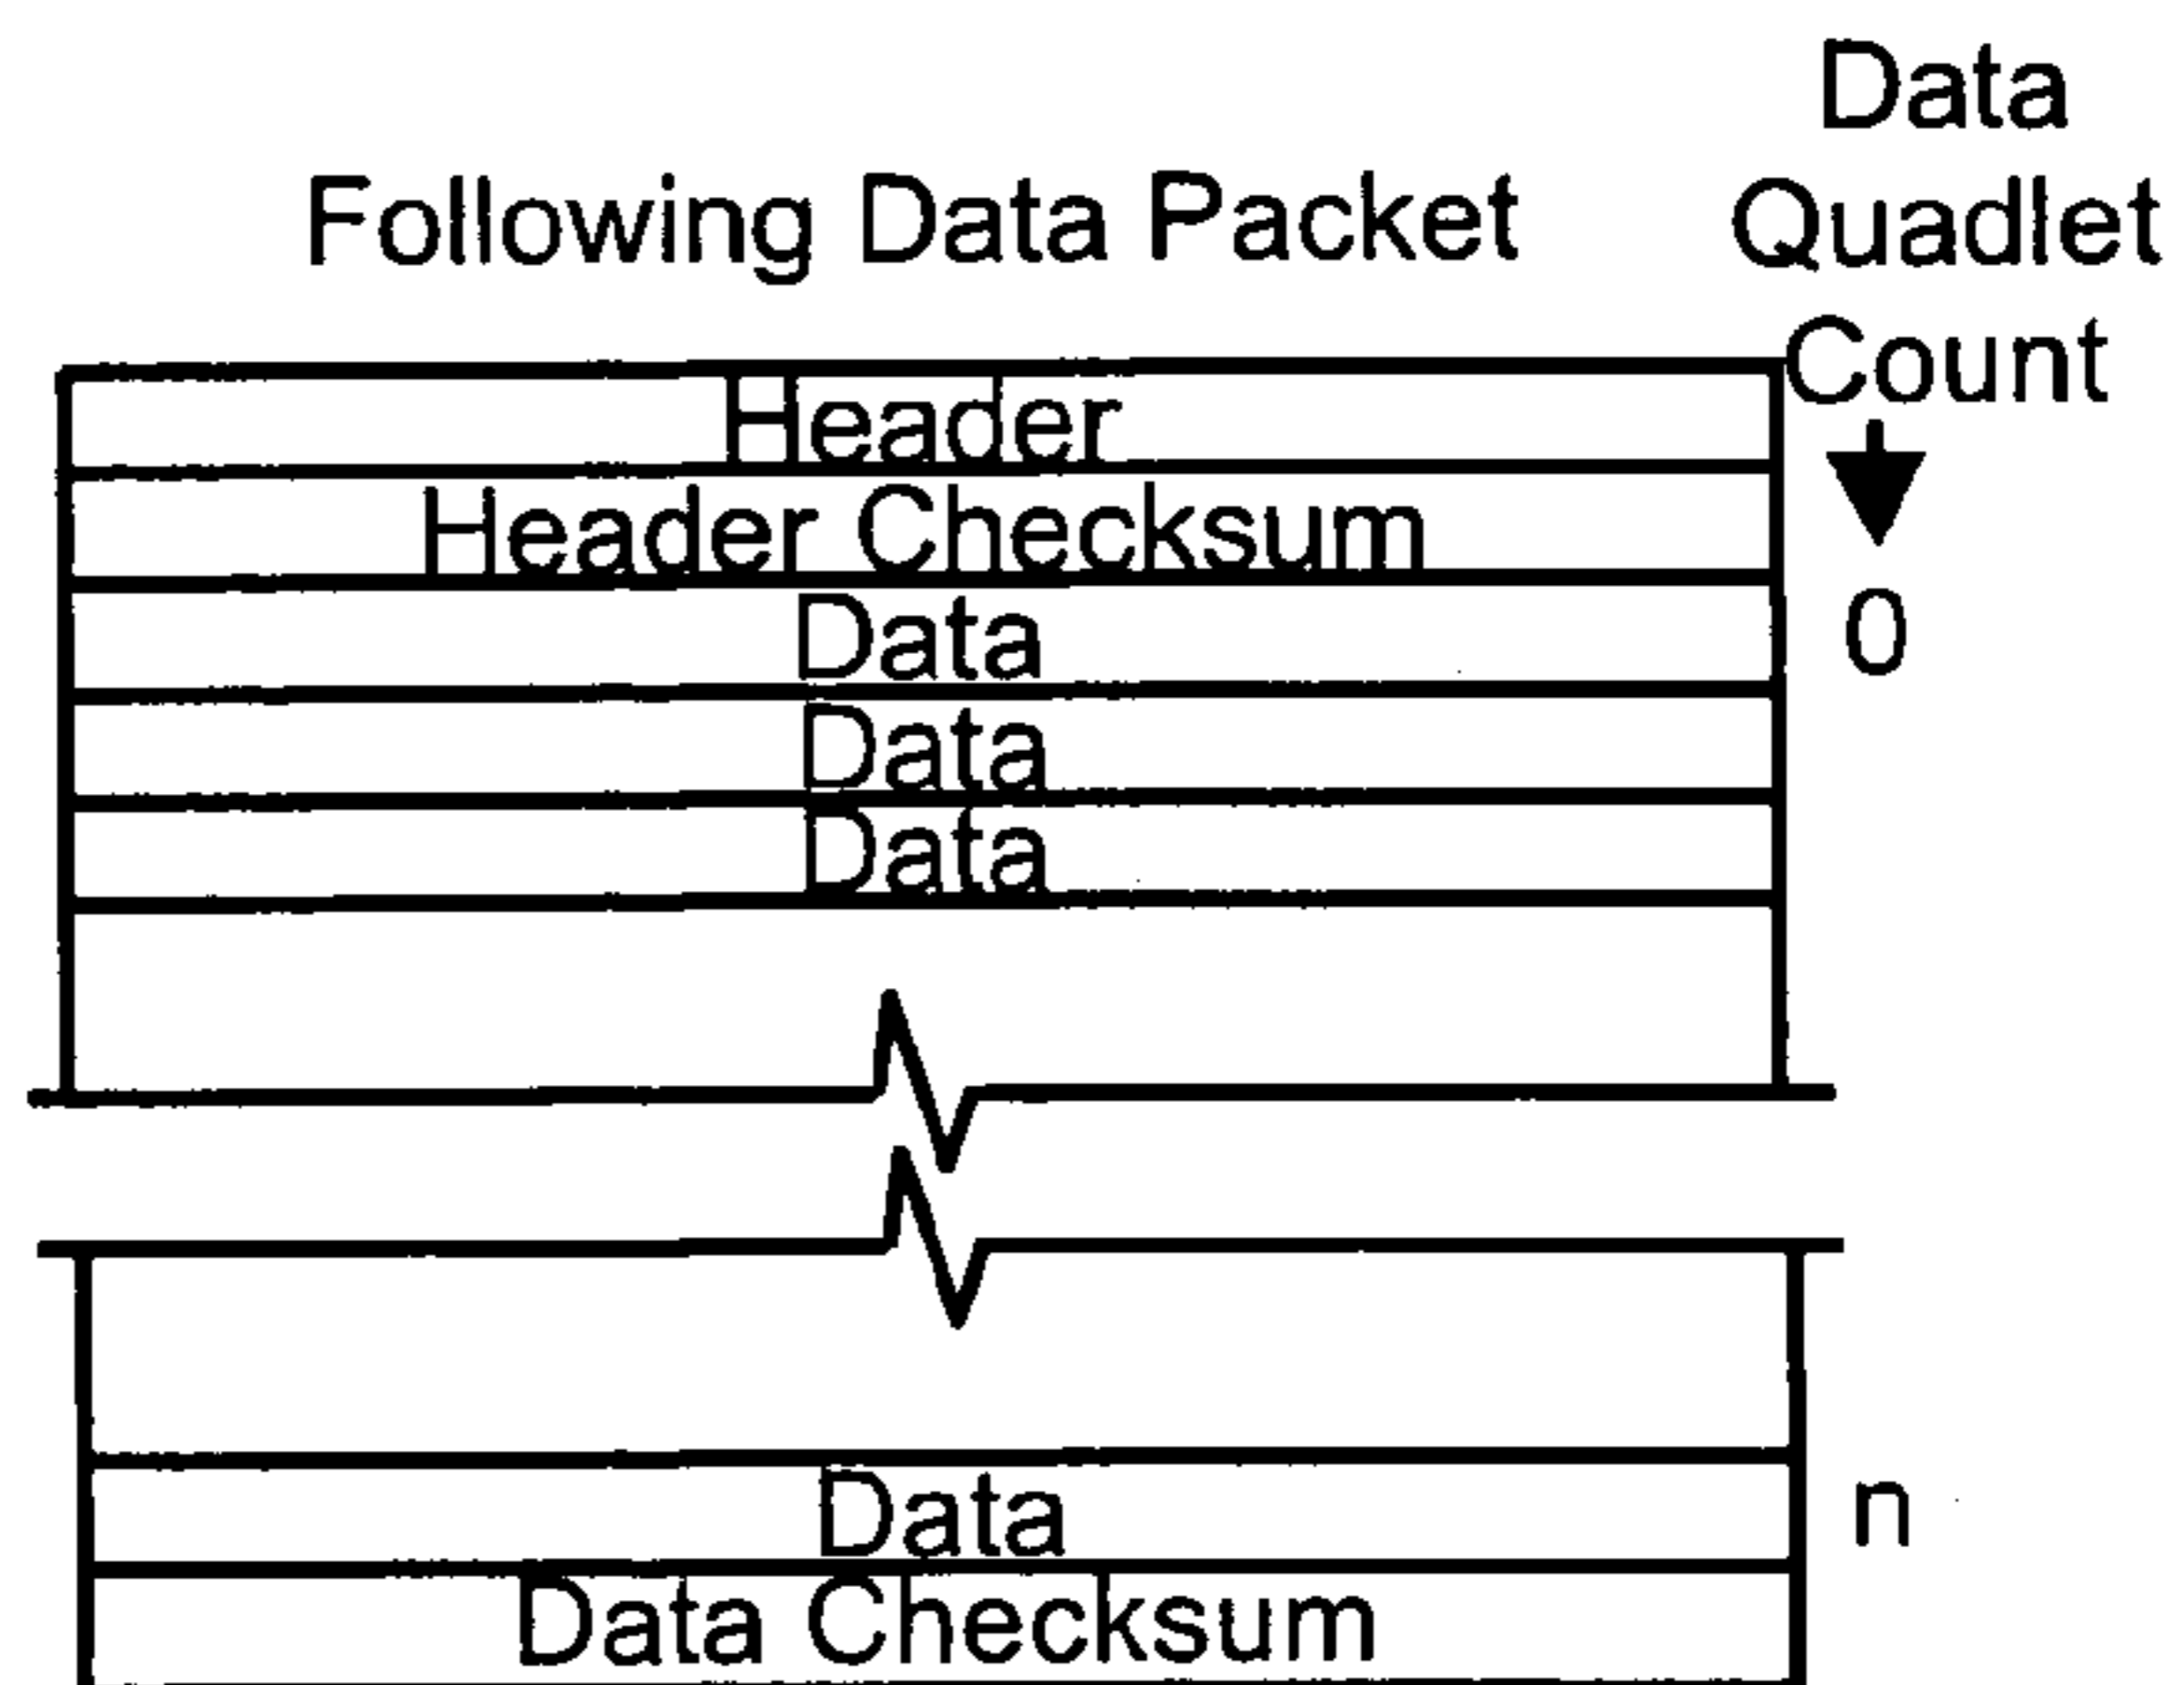 Data
Following Data Packet Quadlet
Count
Header
Header Checksum
Data 0
Data
Data
Data n
Data Checksum